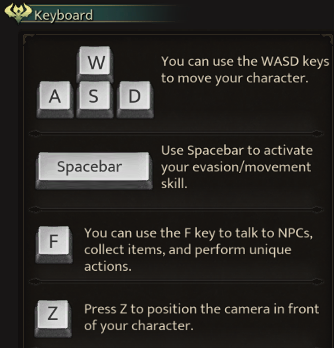 Keyboard
W
You can use the WASD keys
to move your character.
A S D
Use Spacebar to activate
Spacebar
your evasion/movement
skill.
F
You can use the F key to talk to NPCs,
collect items, and perform unique
actions.
Z
Press Z to position the camera in front
of your character.